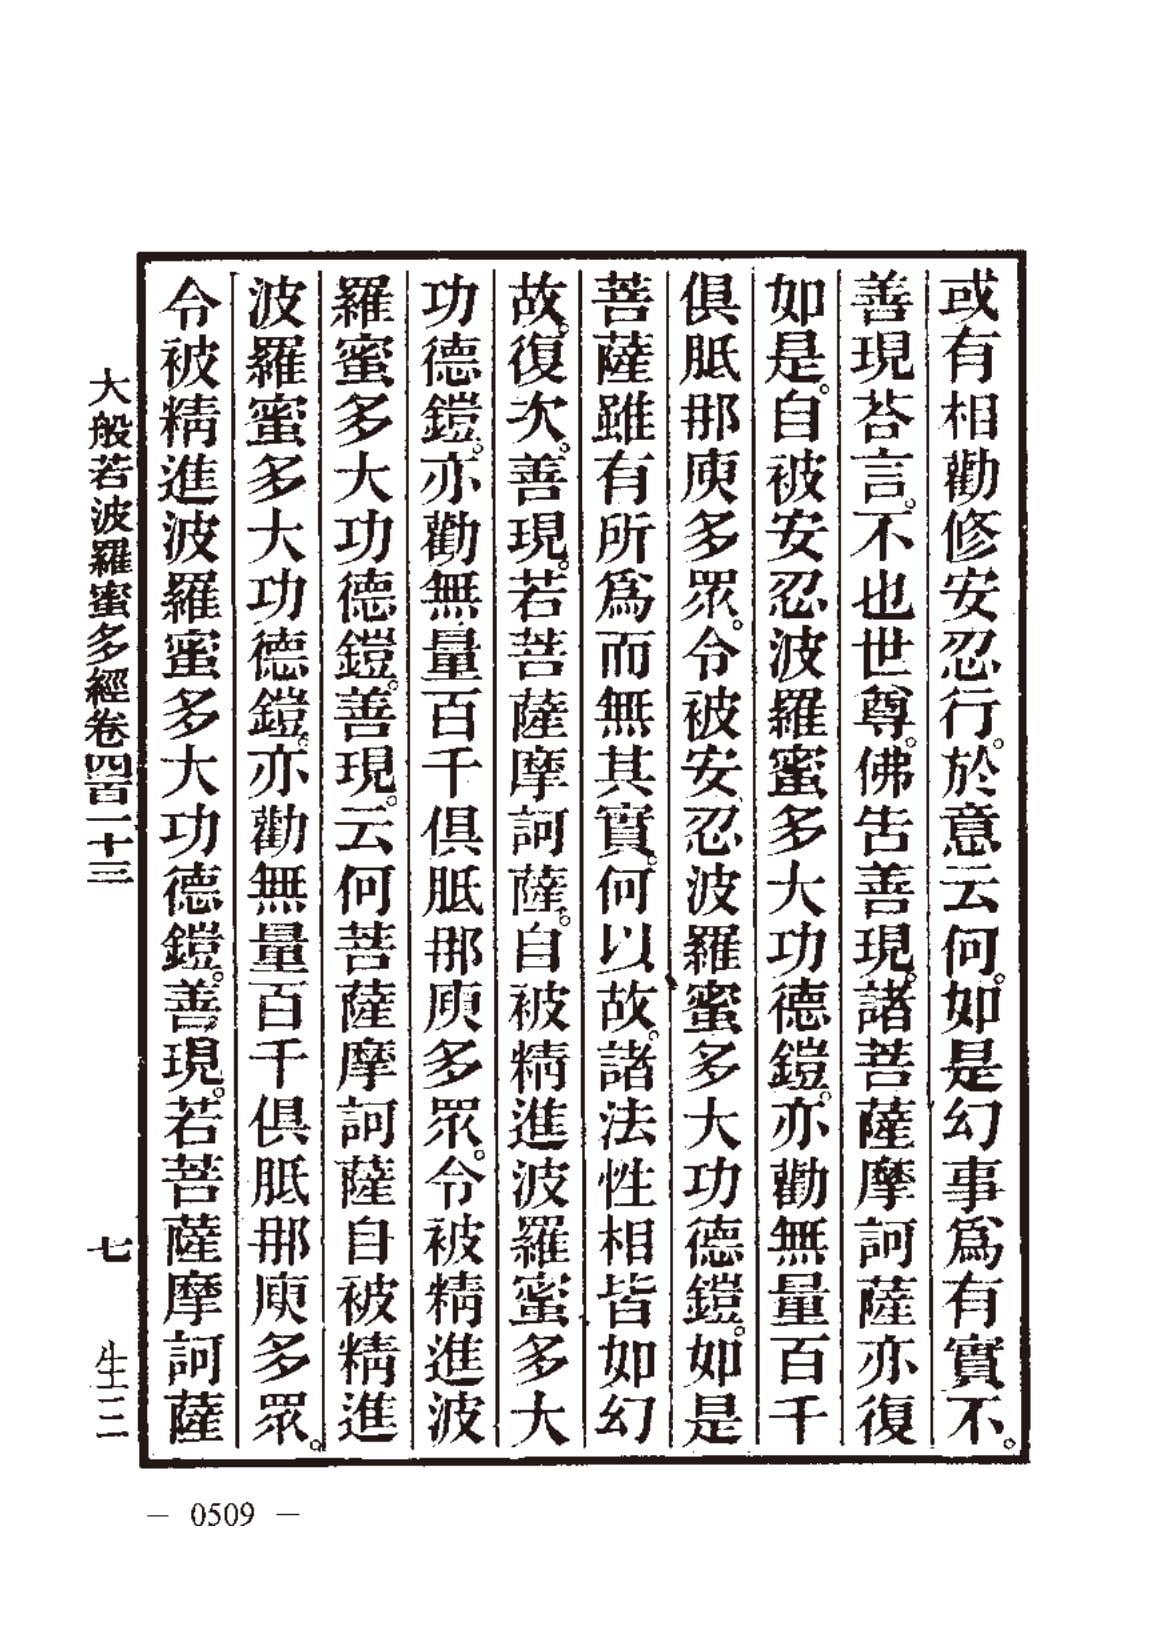 或有相勸修安忍行。於意云何。如是幻事爲有實不。
善現荅言。不也世尊。佛告善現。諸菩薩摩訶薩亦復
如是。自被安忍波羅蜜多大功德鎧。亦勸無量百千
俱胝那庾多眾。令被安忍波羅蜜多大功德鎧。如是
菩薩雖有所爲而無其實。何以故。諸法性相皆如幻
故。復次。善現。若菩薩摩訶薩。自被精進波羅蜜多大
功德鎧。亦勸無量百千俱胝那庾多眾。令被精進波
羅蜜多大功德鎧。善現。云何菩薩摩訶薩自被精進
波羅蜜多大功德鎧。亦勸無量百千俱胝那庾多眾。
令被精進波羅蜜多大功德鎧。善現。若菩薩摩訶薩
大般若波羅蜜多經卷四百一十三 七 生三
— 0509 —